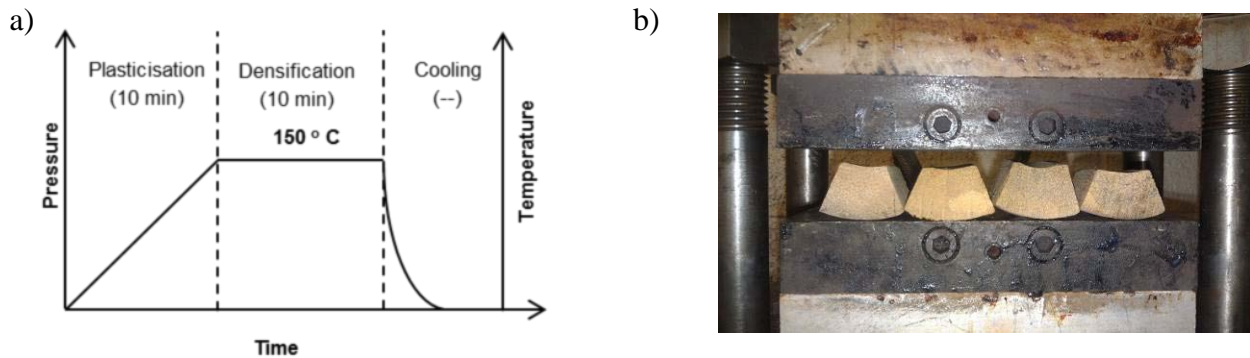 a)
Plasticisation
(10 min)
Densification
(10 min)
Cooling
(--)
150 ° C
Pressure
Temperature
Time
b)